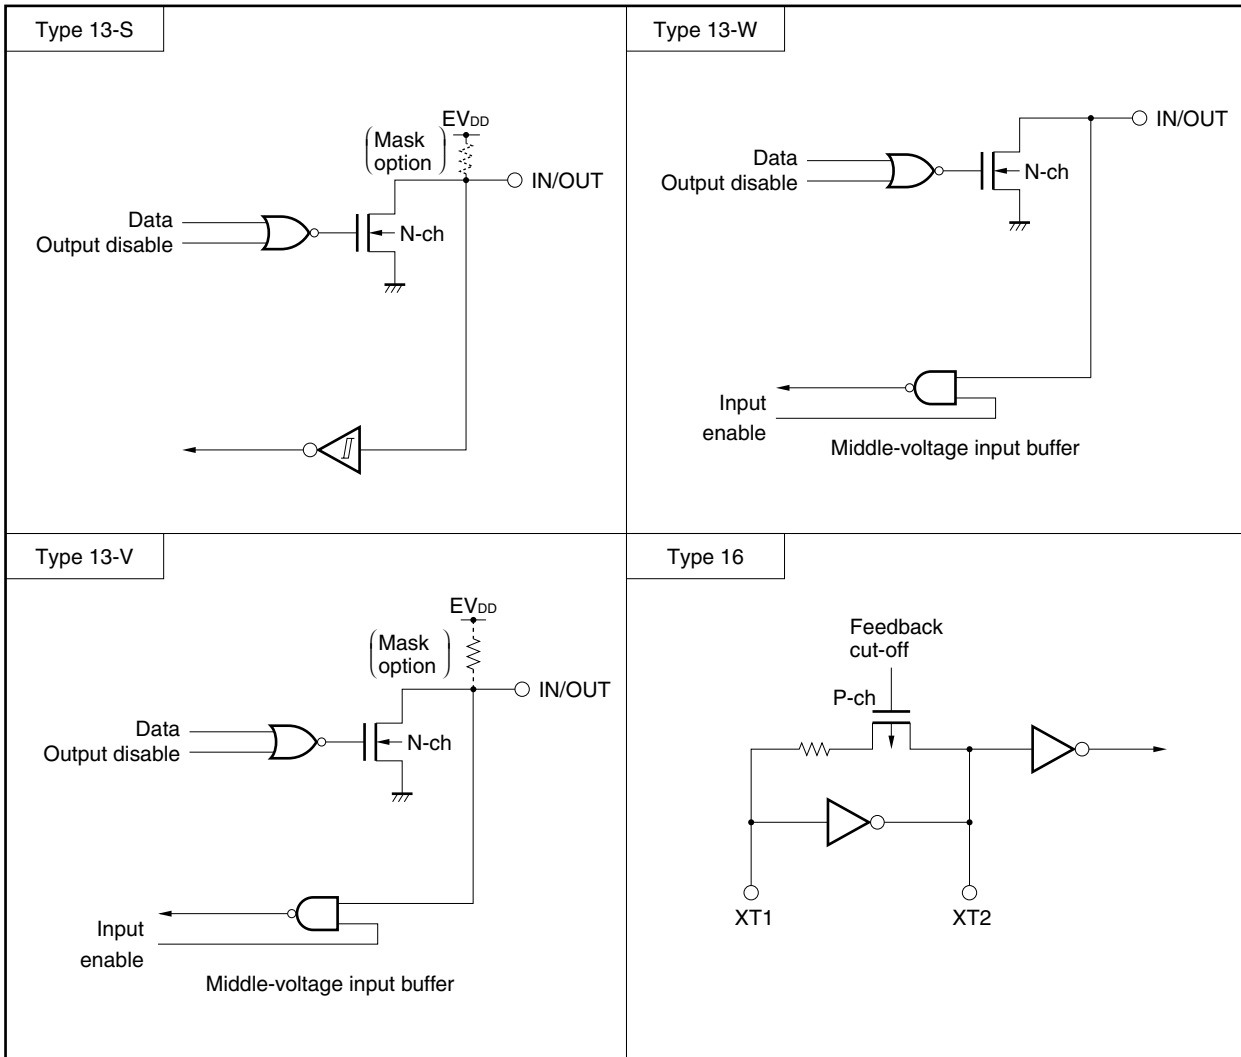 Type 13-S
EVDD
(Mask
option)
IN/OUT
Data
Output disable
N-ch
Type 13-W
IN/OUT
Data
Output disable
N-ch
Input
enable
Middle-voltage input buffer
Type 13-V
EVDD
(Mask
option)
IN/OUT
Data
Output disable
N-ch
Input
enable
Middle-voltage input buffer
Type 16
Feedback
cut-off
P-ch
XT1
XT2